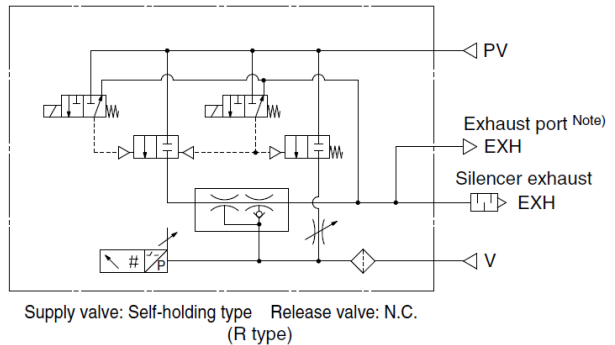 PV
Exhaust port Note)
EXH
Silencer exhaust
EXH
# P
V
Supply valve: Self-holding type Release valve: N.C.
(R type)